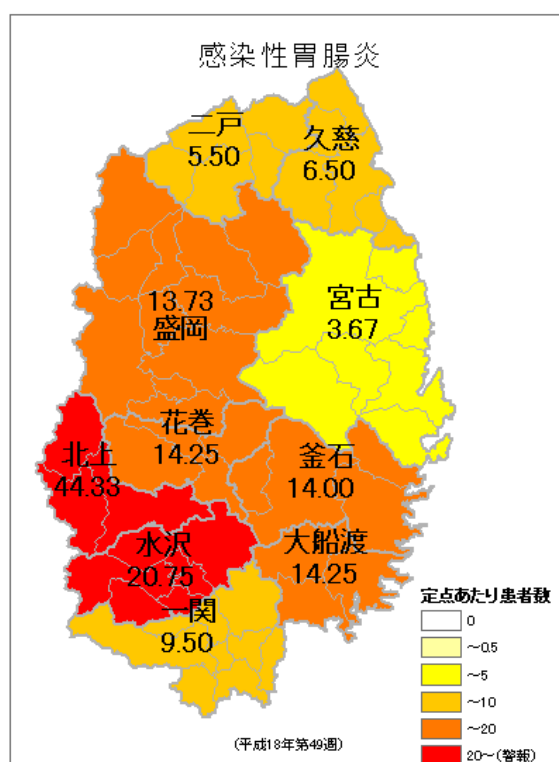 感染性胃腸炎
二戸
5.50
久慈
6.50
13.73
盛岡
宮古
3.67
花巻
14.25
北上
44.33
釜石
14.00
水沢
20.75
大船渡
14.25
一関
9.50
定点あたり患者数
0
～0.5
～5
～10
～20
20～(警報)
(平成18年第49週)